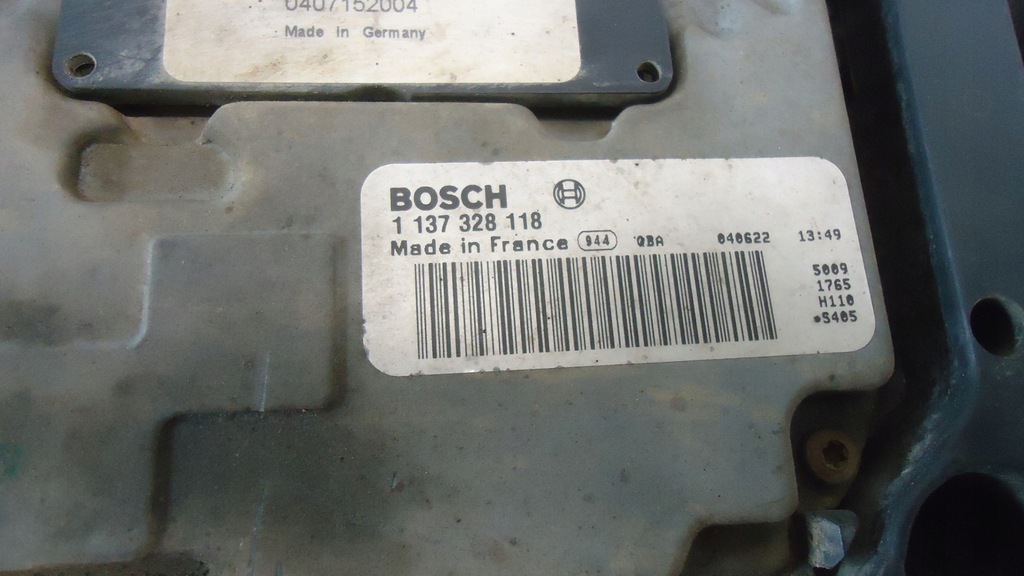 0407152004
Made in Germany
BOSCH
1 137 328 118
Made in France 944 QBA 040622 13:49
5009
1765
H110
*S405